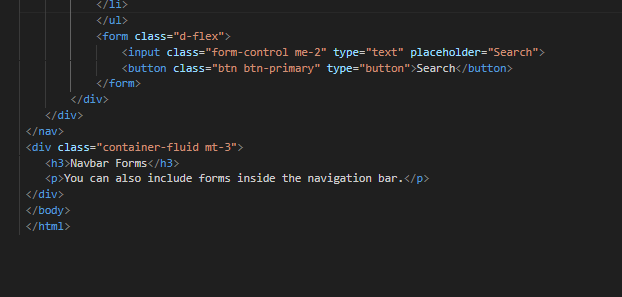 </li>
</ul>
<form class="d-flex">
<input class="form-control me-2" type="text" placeholder="Search">
<button class="btn btn-primary" type="button">Search</button>
</form>
</div>
</div>
</nav>
<div class="container-fluid mt-3">
<h3>Navbar Forms</h3>
<p>You can also include forms inside the navigation bar.</p>
</div>
</body>
</html>